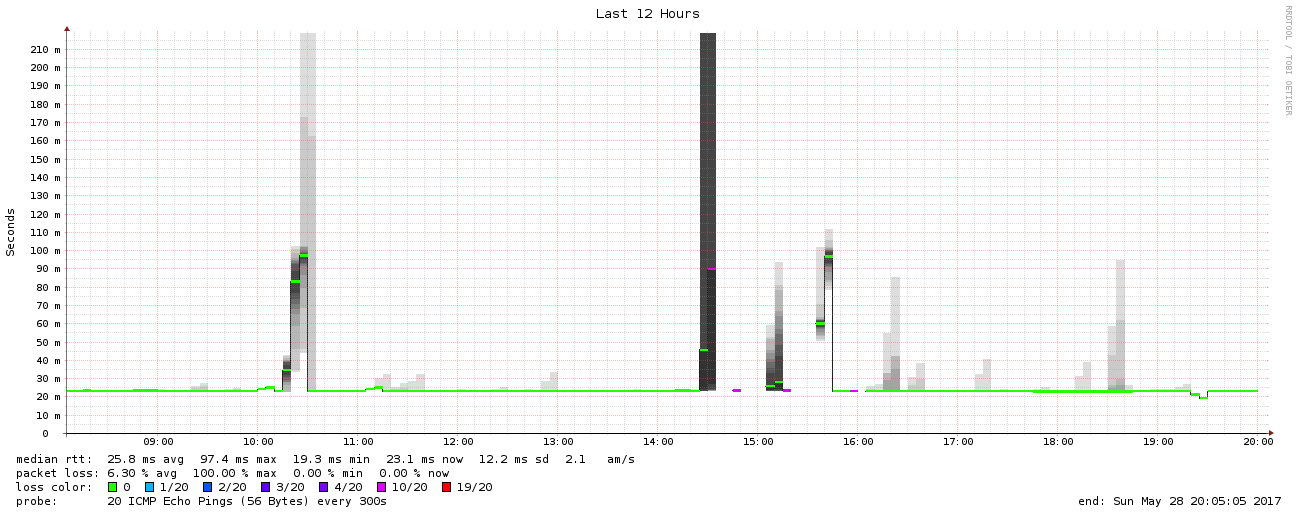 Last 12 Hours
RRDTOOL / TOBI OETIKER
Seconds
210 m
200 m
190 m
180 m
170 m
160 m
150 m
140 m
130 m
120 m
110 m
100 m
90 m
80 m
70 m
60 m
50 m
40 m
30 m
20 m
10 m
0
09:00 10:00 11:00 12:00 13:00 14:00 15:00 16:00 17:00 18:00 19:00 20:00
median rtt: 25.8 ms avg 97.4 ms max 19.3 ms min 23.1 ms now 12.2 ms sd 2.1 am/s
packet loss: 6.30 % avg 100.00 % max 0.00 % min 0.00 % now
loss color: 0 1/20 2/20 3/20 4/20 10/20 19/20
probe: 20 ICMP Echo Pings (56 Bytes) every 300s end: Sun May 28 20:05:05 2017